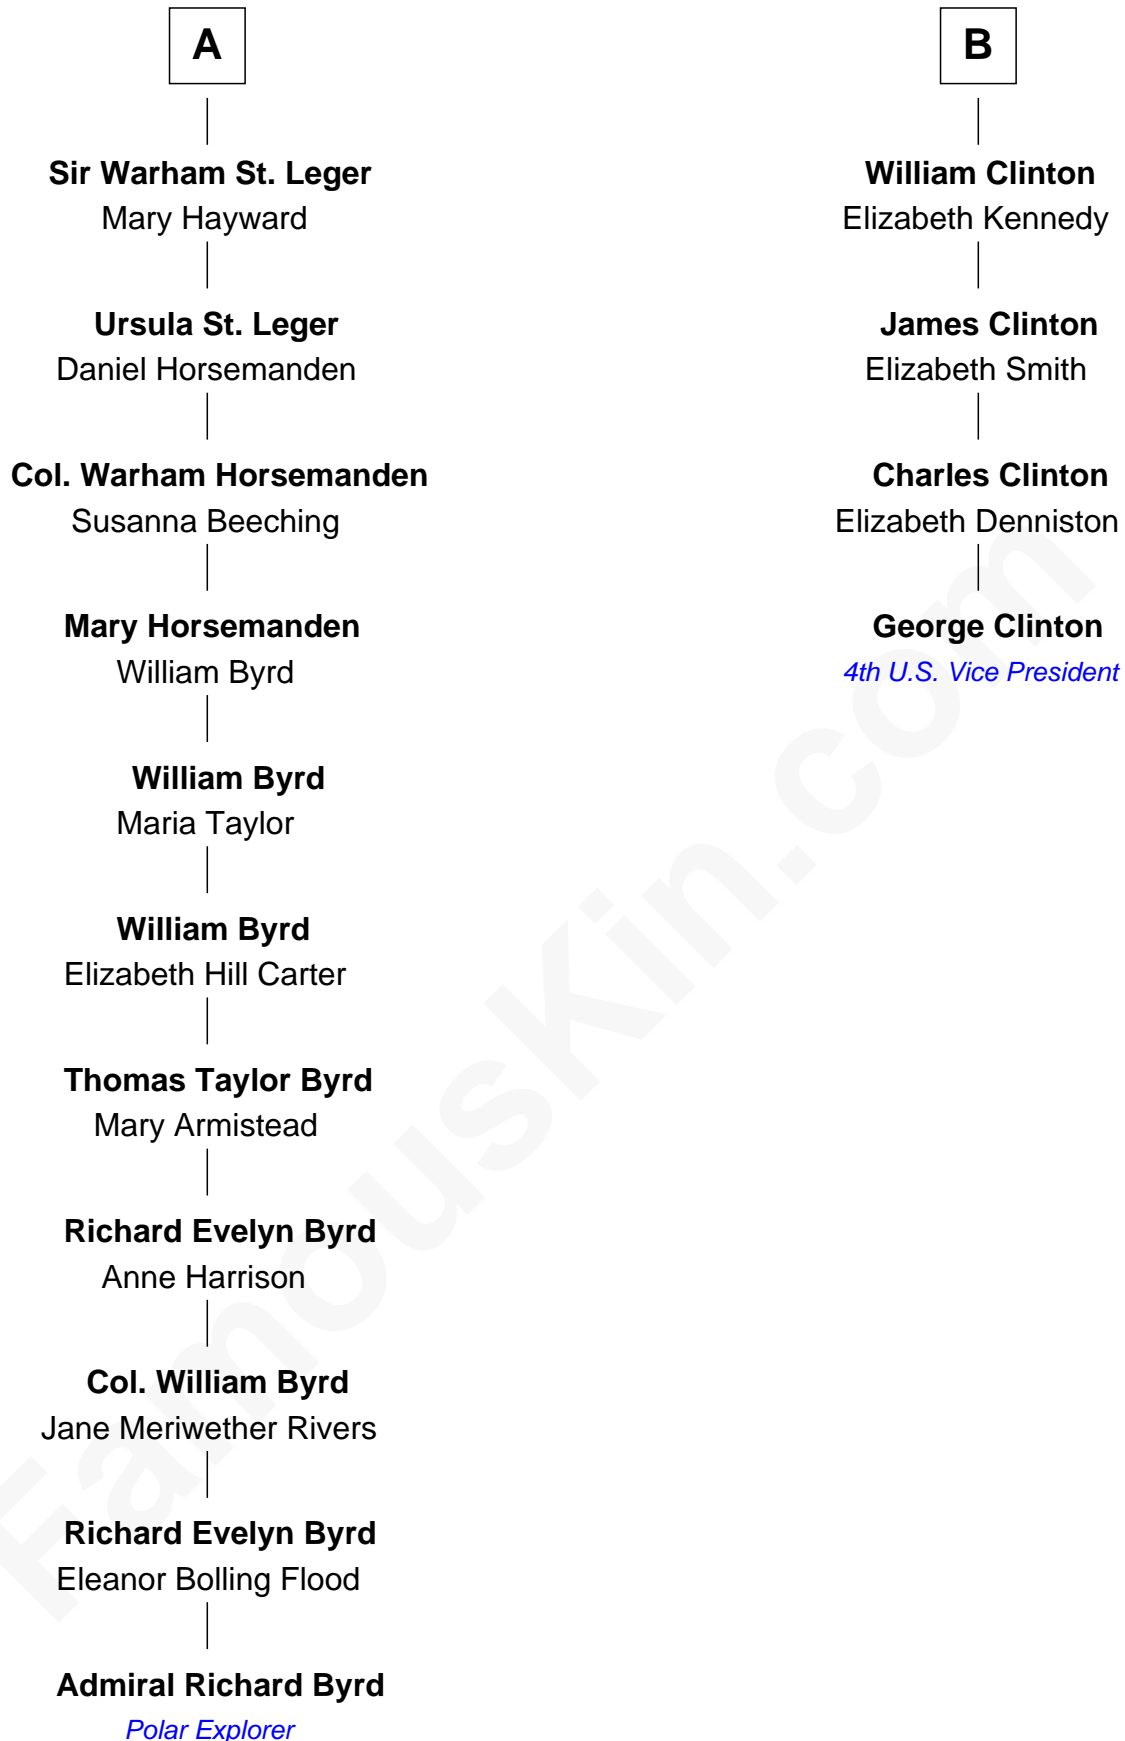 A
Sir Warham St. Leger
Mary Hayward
Ursula St. Leger
Daniel Horsemanden
Col. Warham Horsemanden
Susanna Beeching
Mary Horsemanden
William Byrd
William Byrd
Maria Taylor
William Byrd
Elizabeth Hill Carter
Thomas Taylor Byrd
Mary Armistead
Richard Evelyn Byrd
Anne Harrison
Col. William Byrd
Jane Meriwether Rivers
Richard Evelyn Byrd
Eleanor Bolling Flood
Admiral Richard Byrd
Polar Explorer
B
William Clinton
Elizabeth Kennedy
James Clinton
Elizabeth Smith
Charles Clinton
Elizabeth Denniston
George Clinton
4th U.S. Vice President
FamousKin.com